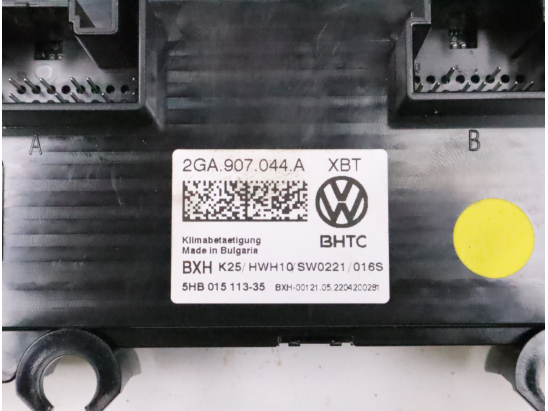 A
B
2GA.907.044.A XBT
Klimabetaetigung
Made in Bulgaria
BHTC
BXH K25/HWH10/SW0221/016S
5HB 015 113-35 BXH-00121.05.2204200281